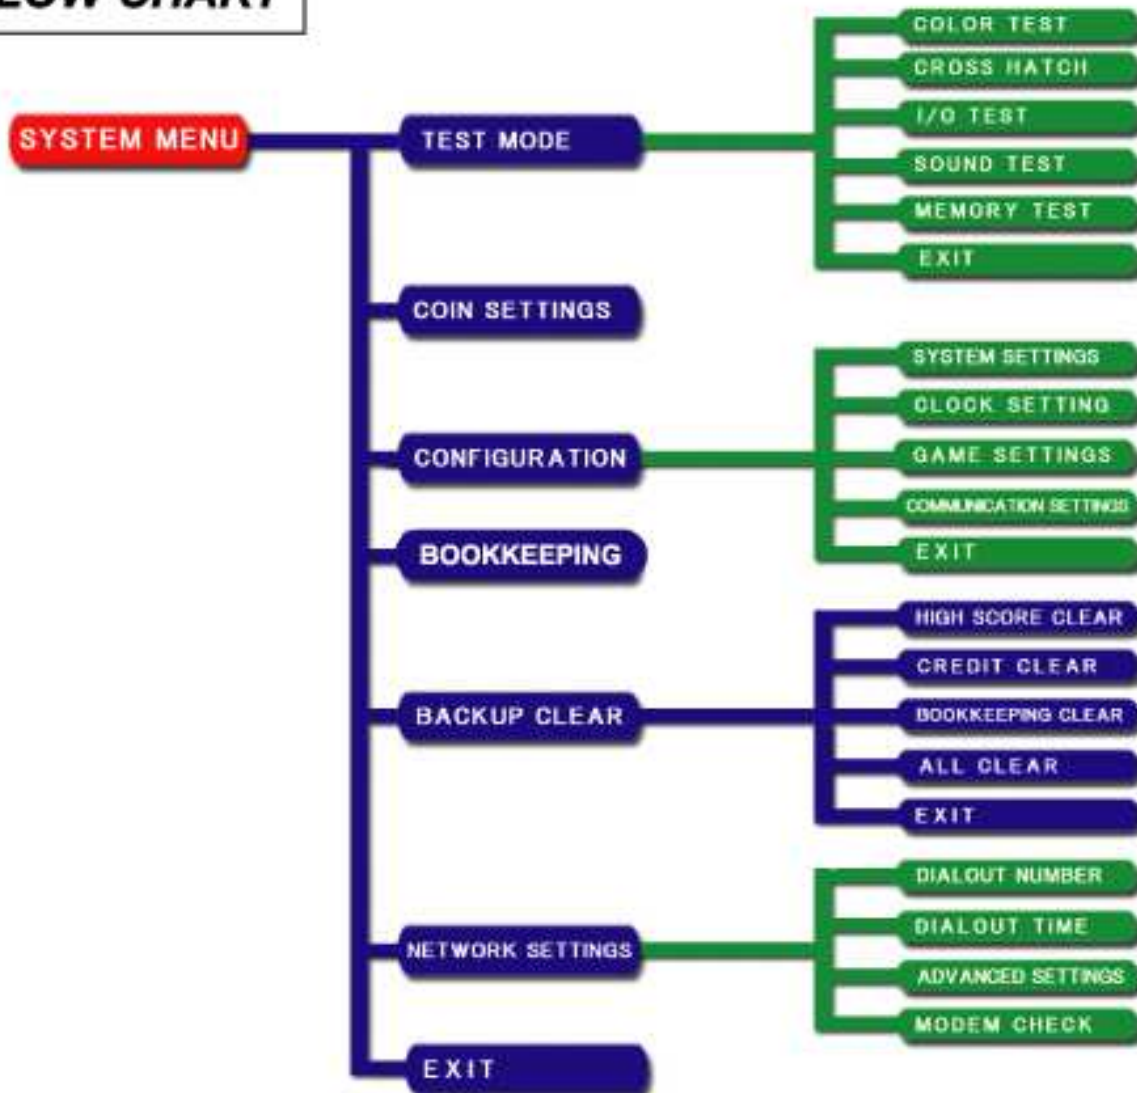 LOW CHART
SYSTEM MENU
TEST MODE
COLOR TEST
CROSS HATCH
I/O TEST
SOUND TEST
MEMORY TEST
EXIT
COIN SETTINGS
CONFIGURATION
SYSTEM SETTINGS
CLOCK SETTING
GAME SETTINGS
COMMUNICATION SETTINGS
EXIT
BOOKKEEPING
BACKUP CLEAR
HIGH SCORE CLEAR
CREDIT CLEAR
BOOKKEEPING CLEAR
ALL CLEAR
EXIT
NETWORK SETTINGS
DIALOUT NUMBER
DIALOUT TIME
ADVANCED SETTINGS
MODEM CHECK
EXIT